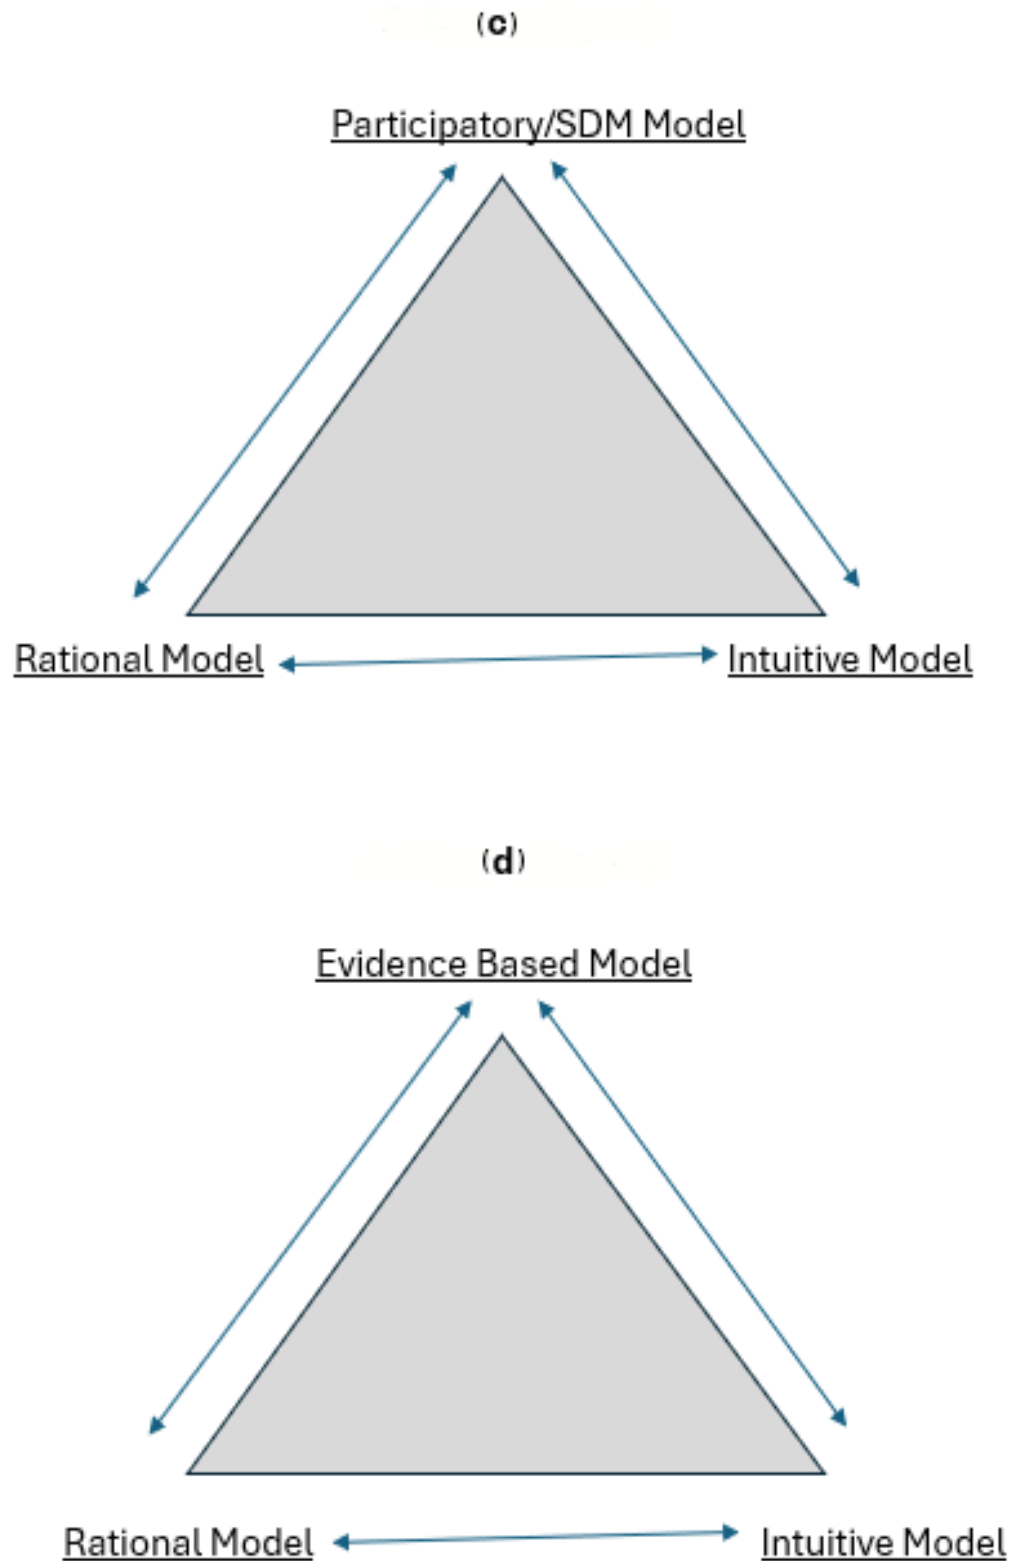 (c)
Participatory/SDM Model
Rational Model
Intuitive Model
(d)
Evidence Based Model
Rational Model
Intuitive Model